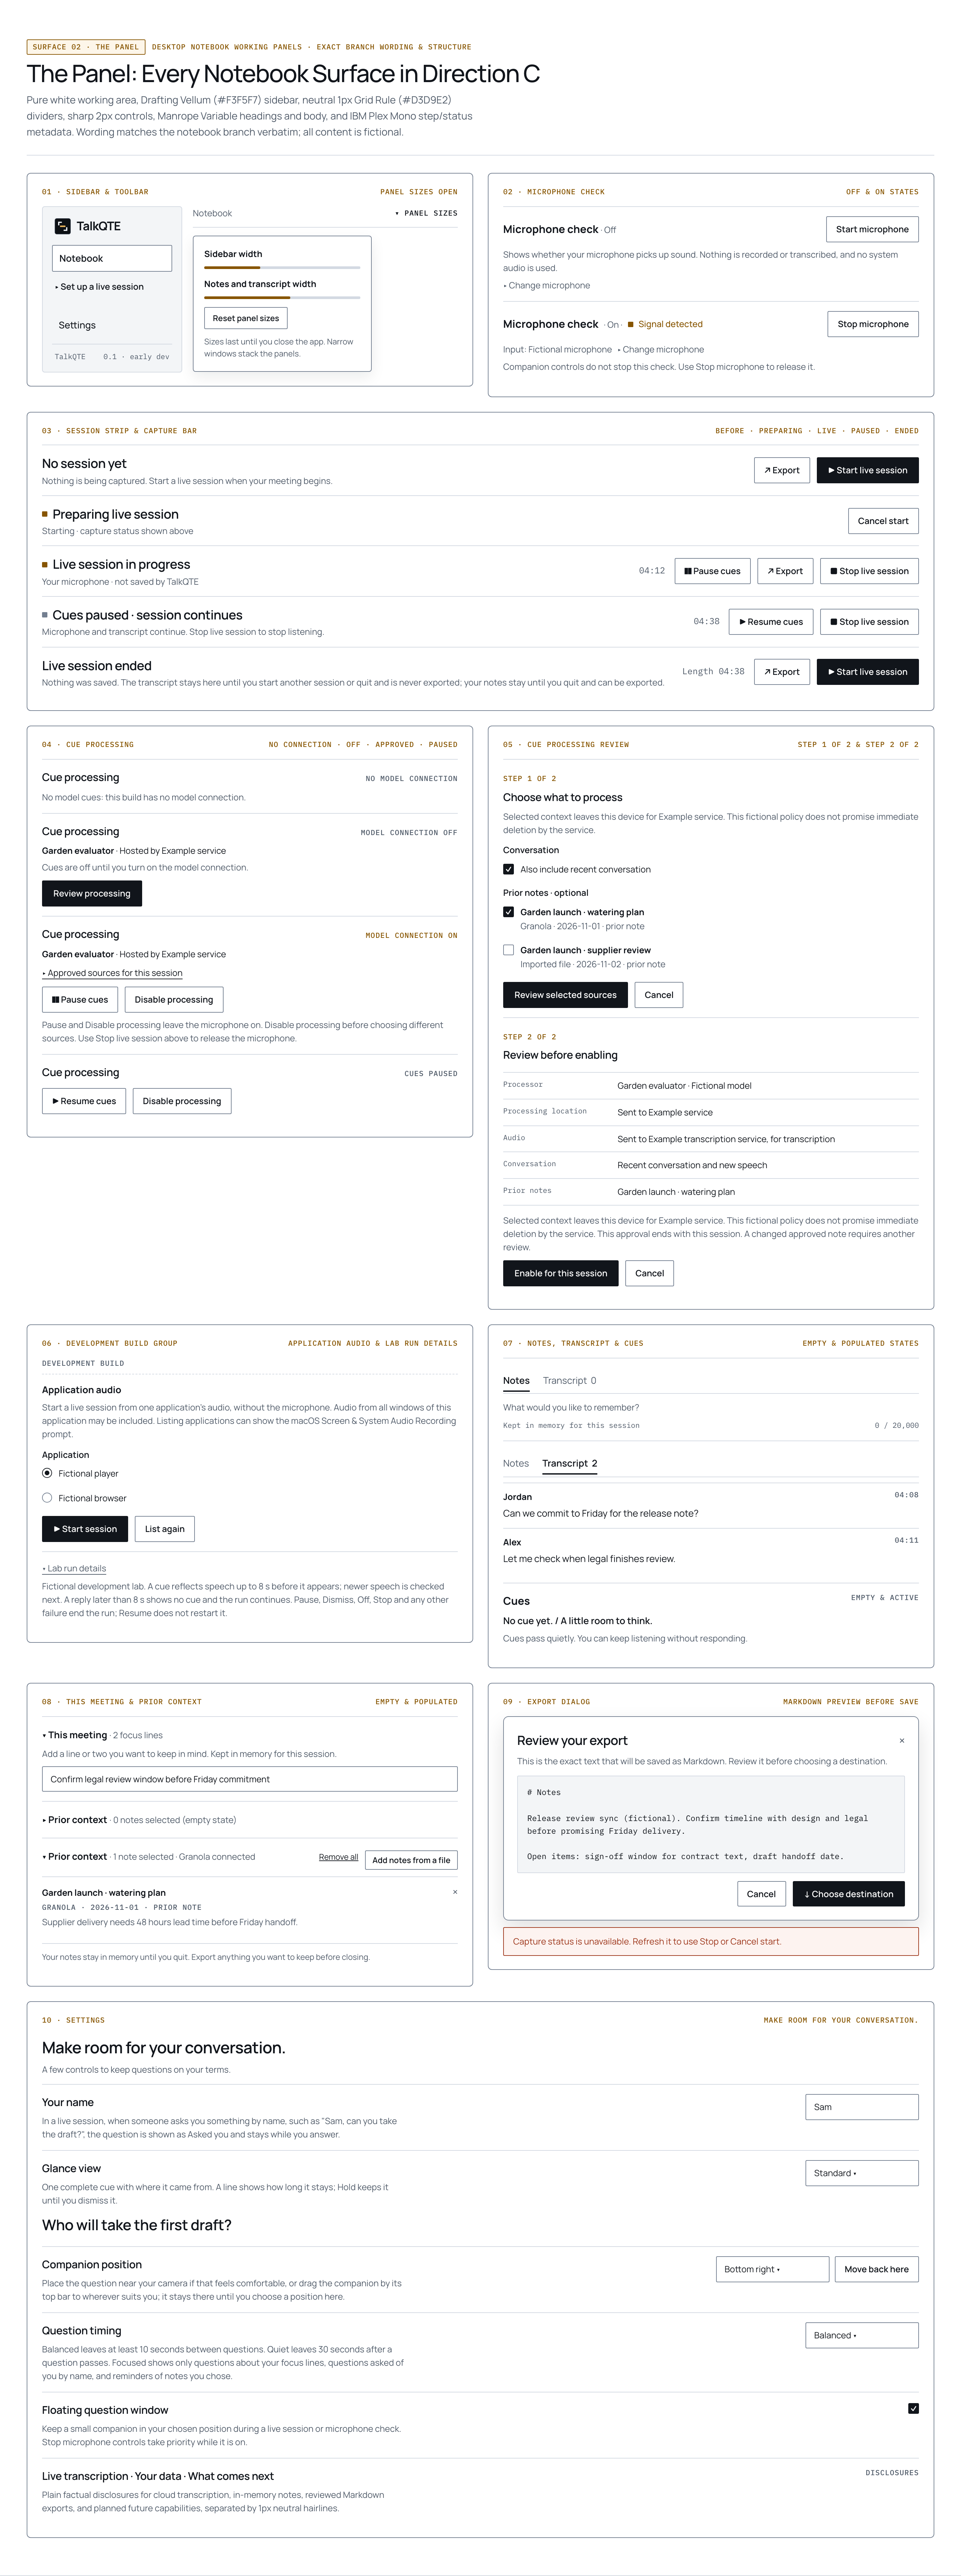 SURFACE 02 · THE PANEL
DESKTOP NOTEBOOK WORKING PANELS · EXACT BRANCH WORDING & STRUCTURE
The Panel: Every Notebook Surface in Direction C
Pure white working area, Drafting Vellum (#F3F5F7) sidebar, neutral 1px Grid Rule (#D3D9E2)
dividers, sharp 2px controls, Manrope Variable headings and body, and IBM Plex Mono step/status
metadata. Wording matches the notebook branch verbatim; all content is fictional.
01 · SIDEBAR & TOOLBAR
PANEL SIZES OPEN
TalkQTE
Notebook
▸ Set up a live session
Settings
TalkQTE 0.1 · early dev
Notebook
▾ PANEL SIZES
Sidebar width
Notes and transcript width
Reset panel sizes
Sizes last until you close the app. Narrow
windows stack the panels.
02 · MICROPHONE CHECK
OFF & ON STATES
Microphone check · Off
Start microphone
Shows whether your microphone picks up sound. Nothing is recorded or transcribed, and no system
audio is used.
▸ Change microphone
Microphone check · On · Signal detected
Stop microphone
Input: Fictional microphone ▸ Change microphone
Companion controls do not stop this check. Use Stop microphone to release it.
03 · SESSION STRIP & CAPTURE BAR
BEFORE · PREPARING · LIVE · PAUSED · ENDED
No session yet
Nothing is being captured. Start a live session when your meeting begins.
↗ Export
▶ Start live session
Preparing live session
Starting · capture status shown above
Cancel start
Live session in progress
Your microphone · not saved by TalkQTE
04:12
Pause cues
↗ Export
Stop live session
Cues paused · session continues
Microphone and transcript continue. Stop live session to stop listening.
04:38
▶ Resume cues
Stop live session
Live session ended
Nothing was saved. The transcript stays here until you start another session or quit and is never exported; your notes stay until you quit and can be exported.
Length 04:38
↗ Export
▶ Start live session
04 · CUE PROCESSING
NO CONNECTION · OFF · APPROVED · PAUSED
Cue processing
NO MODEL CONNECTION
No model cues: this build has no model connection.
Cue processing
MODEL CONNECTION OFF
Garden evaluator · Hosted by Example service
Cues are off until you turn on the model connection.
Review processing
Cue processing
MODEL CONNECTION ON
Garden evaluator · Hosted by Example service
▸ Approved sources for this session
Pause cues
Disable processing
Pause and Disable processing leave the microphone on. Disable processing before choosing different
sources. Use Stop live session above to release the microphone.
Cue processing
CUES PAUSED
▶ Resume cues
Disable processing
05 · CUE PROCESSING REVIEW
STEP 1 OF 2 & STEP 2 OF 2
STEP 1 OF 2
Choose what to process
Selected context leaves this device for Example service. This fictional policy does not promise immediate
deletion by the service.
Conversation
Also include recent conversation
Prior notes · optional
Garden launch · watering plan
Granola · 2026-11-01 · prior note
Garden launch · supplier review
Imported file · 2026-11-02 · prior note
Review selected sources
Cancel
STEP 2 OF 2
Review before enabling
Processor
Garden evaluator · Fictional model
Processing location
Sent to Example service
Audio
Sent to Example transcription service, for transcription
Conversation
Recent conversation and new speech
Prior notes
Garden launch · watering plan
Selected context leaves this device for Example service. This fictional policy does not promise immediate
deletion by the service. This approval ends with this session. A changed approved note requires another
review.
Enable for this session
Cancel
06 · DEVELOPMENT BUILD GROUP
APPLICATION AUDIO & LAB RUN DETAILS
DEVELOPMENT BUILD
Application audio
Start a live session from one application's audio, without the microphone. Audio from all windows of this
application may be included. Listing applications can show the macOS Screen & System Audio Recording
prompt.
Application
Fictional player
Fictional browser
▶ Start session
List again
▸ Lab run details
Fictional development lab. A cue reflects speech up to 8 s before it appears; newer speech is checked
next. A reply later than 8 s shows no cue and the run continues. Pause, Dismiss, Off, Stop and any other
failure end the run; Resume does not restart it.
07 · NOTES, TRANSCRIPT & CUES
EMPTY & POPULATED STATES
Notes
Transcript 0
What would you like to remember?
Kept in memory for this session
0 / 20,000
Notes
Transcript 2
Jordan
04:08
Can we commit to Friday for the release note?
Alex
04:11
Let me check when legal finishes review.
Cues
EMPTY & ACTIVE
No cue yet. / A little room to think.
Cues pass quietly. You can keep listening without responding.
08 · THIS MEETING & PRIOR CONTEXT
EMPTY & POPULATED
▾ This meeting · 2 focus lines
Add a line or two you want to keep in mind. Kept in memory for this session.
Confirm legal review window before Friday commitment
▸ Prior context · 0 notes selected (empty state)
▾ Prior context · 1 note selected · Granola connected
Remove all
Add notes from a file
Garden launch · watering plan
×
GRANOLA · 2026-11-01 · PRIOR NOTE
Supplier delivery needs 48 hours lead time before Friday handoff.
Your notes stay in memory until you quit. Export anything you want to keep before closing.
09 · EXPORT DIALOG
MARKDOWN PREVIEW BEFORE SAVE
Review your export
×
This is the exact text that will be saved as Markdown. Review it before choosing a destination.
# Notes
Release review sync (fictional). Confirm timeline with design and legal
before promising Friday delivery.
Open items: sign-off window for contract text, draft handoff date.
Cancel
↓ Choose destination
Capture status is unavailable. Refresh it to use Stop or Cancel start.
10 · SETTINGS
MAKE ROOM FOR YOUR CONVERSATION.
Make room for your conversation.
A few controls to keep questions on your terms.
Your name
In a live session, when someone asks you something by name, such as "Sam, can you take
the draft?", the question is shown as Asked you and stays while you answer.
Sam
Glance view
One complete cue with where it came from. A line shows how long it stays; Hold keeps it
until you dismiss it.
Standard ▾
Who will take the first draft?
Companion position
Place the question near your camera if that feels comfortable, or drag the companion by its
top bar to wherever suits you; it stays there until you choose a position here.
Bottom right ▾
Move back here
Question timing
Balanced leaves at least 10 seconds between questions. Quiet leaves 30 seconds after a
question passes. Focused shows only questions about your focus lines, questions asked of
you by name, and reminders of notes you chose.
Balanced ▾
Floating question window
Keep a small companion in your chosen position during a live session or microphone check.
Stop microphone controls take priority while it is on.
Live transcription · Your data · What comes next
DISCLOSURES
Plain factual disclosures for cloud transcription, in-memory notes, reviewed Markdown
exports, and planned future capabilities, separated by 1px neutral hairlines.